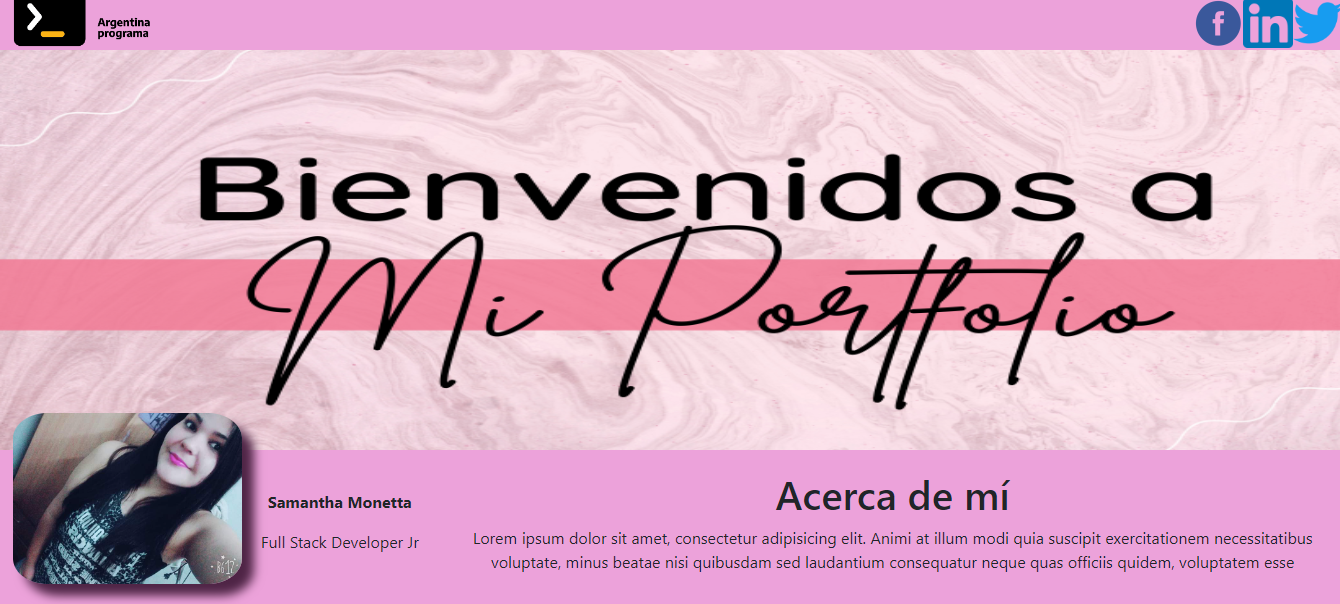 Argentina
programa
f
in
Bienvenidos a
Mi Portfolio
Samantha Monetta
Full Stack Developer Jr
Acerca de mí
Lorem ipsum dolor sit amet, consectetur adipisicing elit. Animi at illum modi quia suscipit exercitationem necessitatibus
voluptate, minus beatae nisi quibusdam sed laudantium consequatur neque quas officiis quidem, voluptatem esse